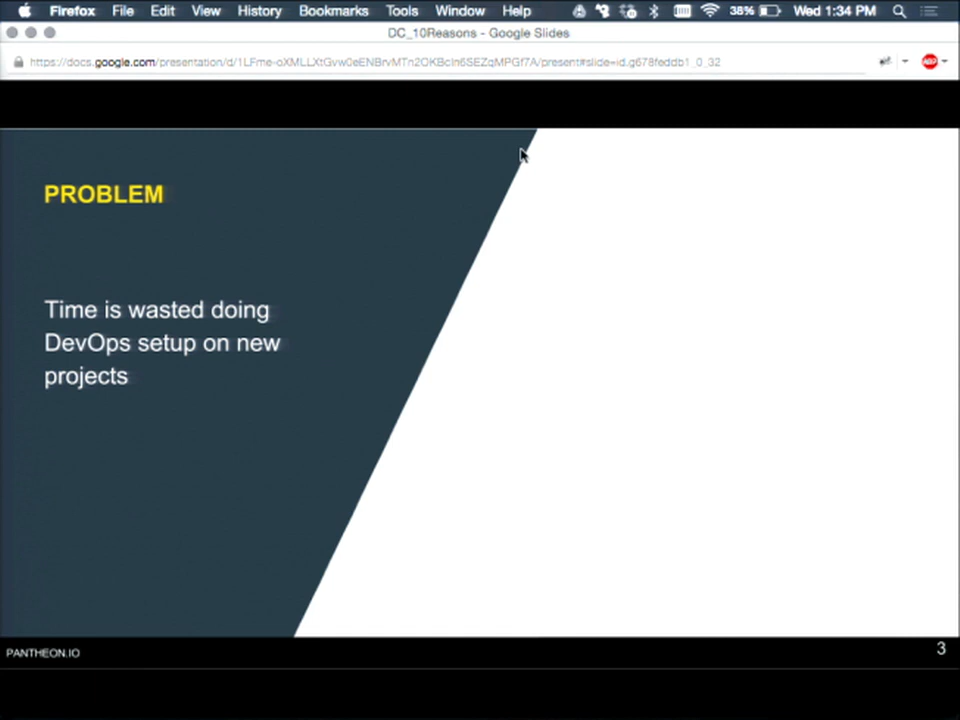 Firefox File Edit View History Bookmarks Tools Window Help 38% Wed 1:34 PM
DC_10Reasons - Google Slides
PROBLEM
Time is wasted doing
DevOps setup on new
projects
PANTHEON.IO
3